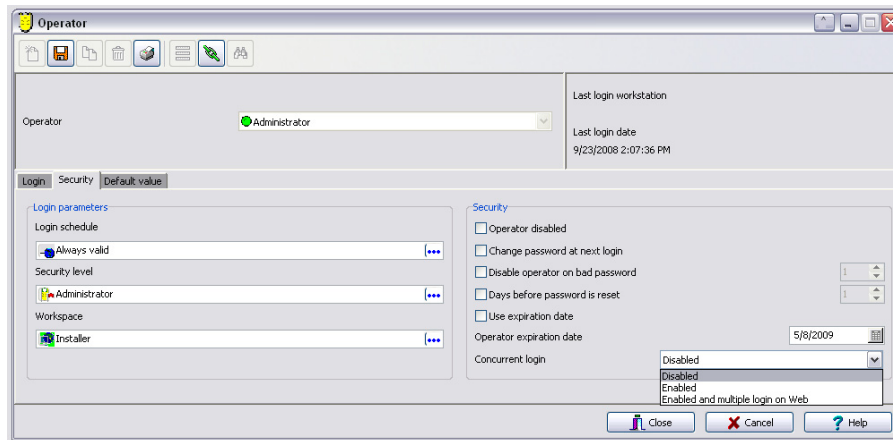 Operator
Operator
Administrator
Last login workstation
Last login date
9/23/2008 2:07:36 PM
Login Security Default value
Login parameters
Login schedule
Always valid
Security level
Administrator
Workspace
Installer
Security
Operator disabled
Change password at next login
Disable operator on bad password 1
Days before password is reset 1
Use expiration date
Operator expiration date 5/8/2009
Concurrent login Disabled
Disabled
Enabled
Enabled and multiple login on Web
Close Cancel ? Help